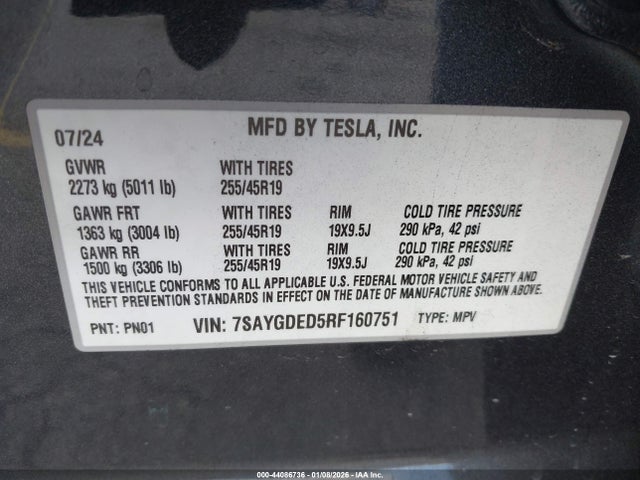 07/24 MFD BY TESLA, INC.
GVWR WITH TIRES
2273 kg (5011 lb) 255/45R19
GAWR FRT WITH TIRES RIM COLD TIRE PRESSURE
1363 kg (3004 lb) 255/45R19 19X9.5J 290 kPa, 42 psi
GAWR RR WITH TIRES RIM COLD TIRE PRESSURE
1500 kg (3306 lb) 255/45R19 19X9.5J 290 kPa, 42 psi
THIS VEHICLE CONFORMS TO ALL APPLICABLE U.S. FEDERAL MOTOR VEHICLE SAFETY AND
THEFT PREVENTION STANDARDS IN EFFECT ON THE DATE OF MANUFACTURE SHOWN ABOVE.
PNT: PN01 VIN: 7SAYGDED5RF160751 TYPE: MPV
000-44086736 - 01/08/2026 - IAA Inc.